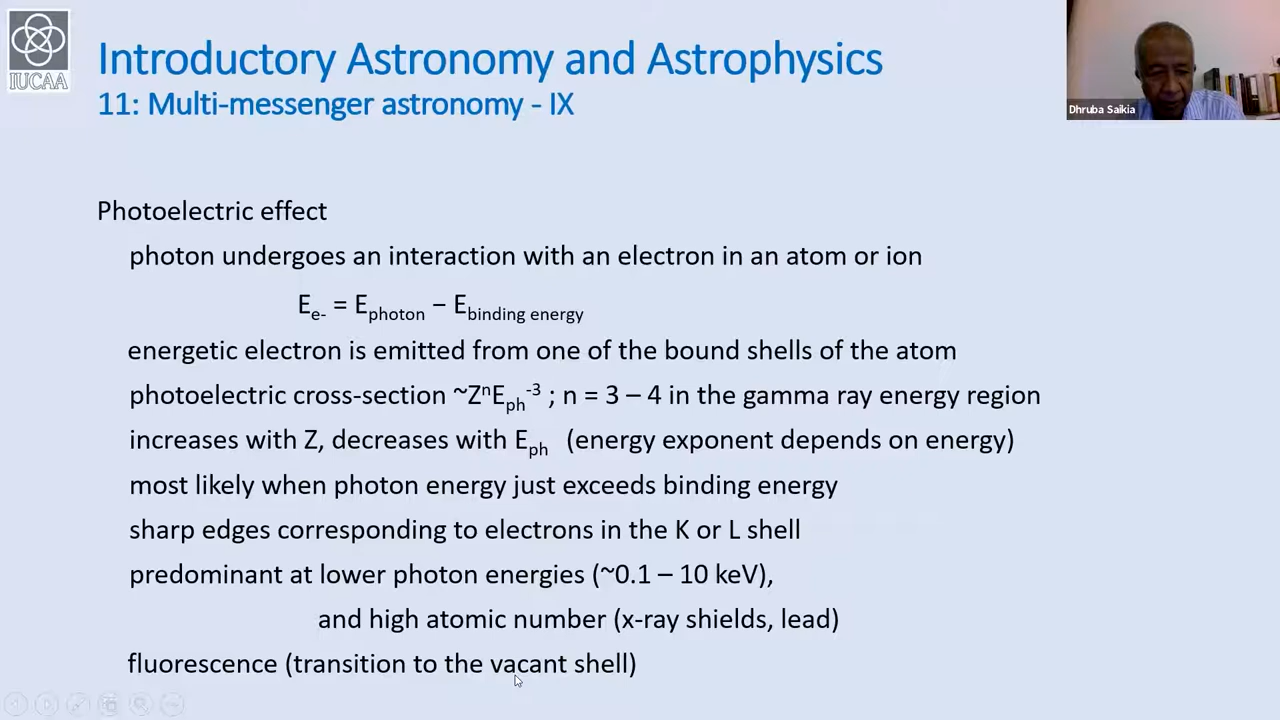 IUCAA
Introductory Astronomy and Astrophysics
11: Multi-messenger astronomy - IX
Dhruba Saikia
Photoelectric effect
photon undergoes an interaction with an electron in an atom or ion
Ee- = Ephoton − Ebinding energy
energetic electron is emitted from one of the bound shells of the atom
photoelectric cross-section ~ZⁿEph⁻³ ; n = 3 – 4 in the gamma ray energy region
increases with Z, decreases with Eph (energy exponent depends on energy)
most likely when photon energy just exceeds binding energy
sharp edges corresponding to electrons in the K or L shell
predominant at lower photon energies (~0.1 – 10 keV),
and high atomic number (x-ray shields, lead)
fluorescence (transition to the vacant shell)